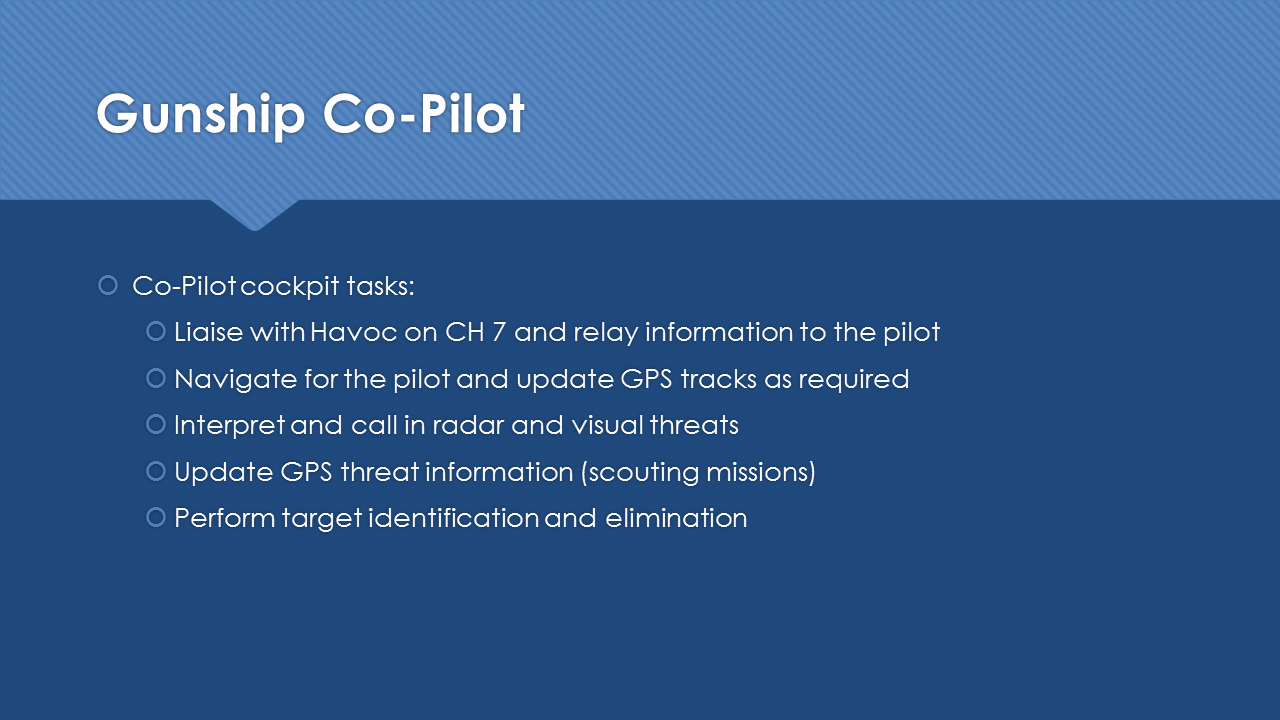 Gunship Co-Pilot
Co-Pilot cockpit tasks:
Liaise with Havoc on CH 7 and relay information to the pilot
Navigate for the pilot and update GPS tracks as required
Interpret and call in radar and visual threats
Update GPS threat information (scouting missions)
Perform target identification and elimination